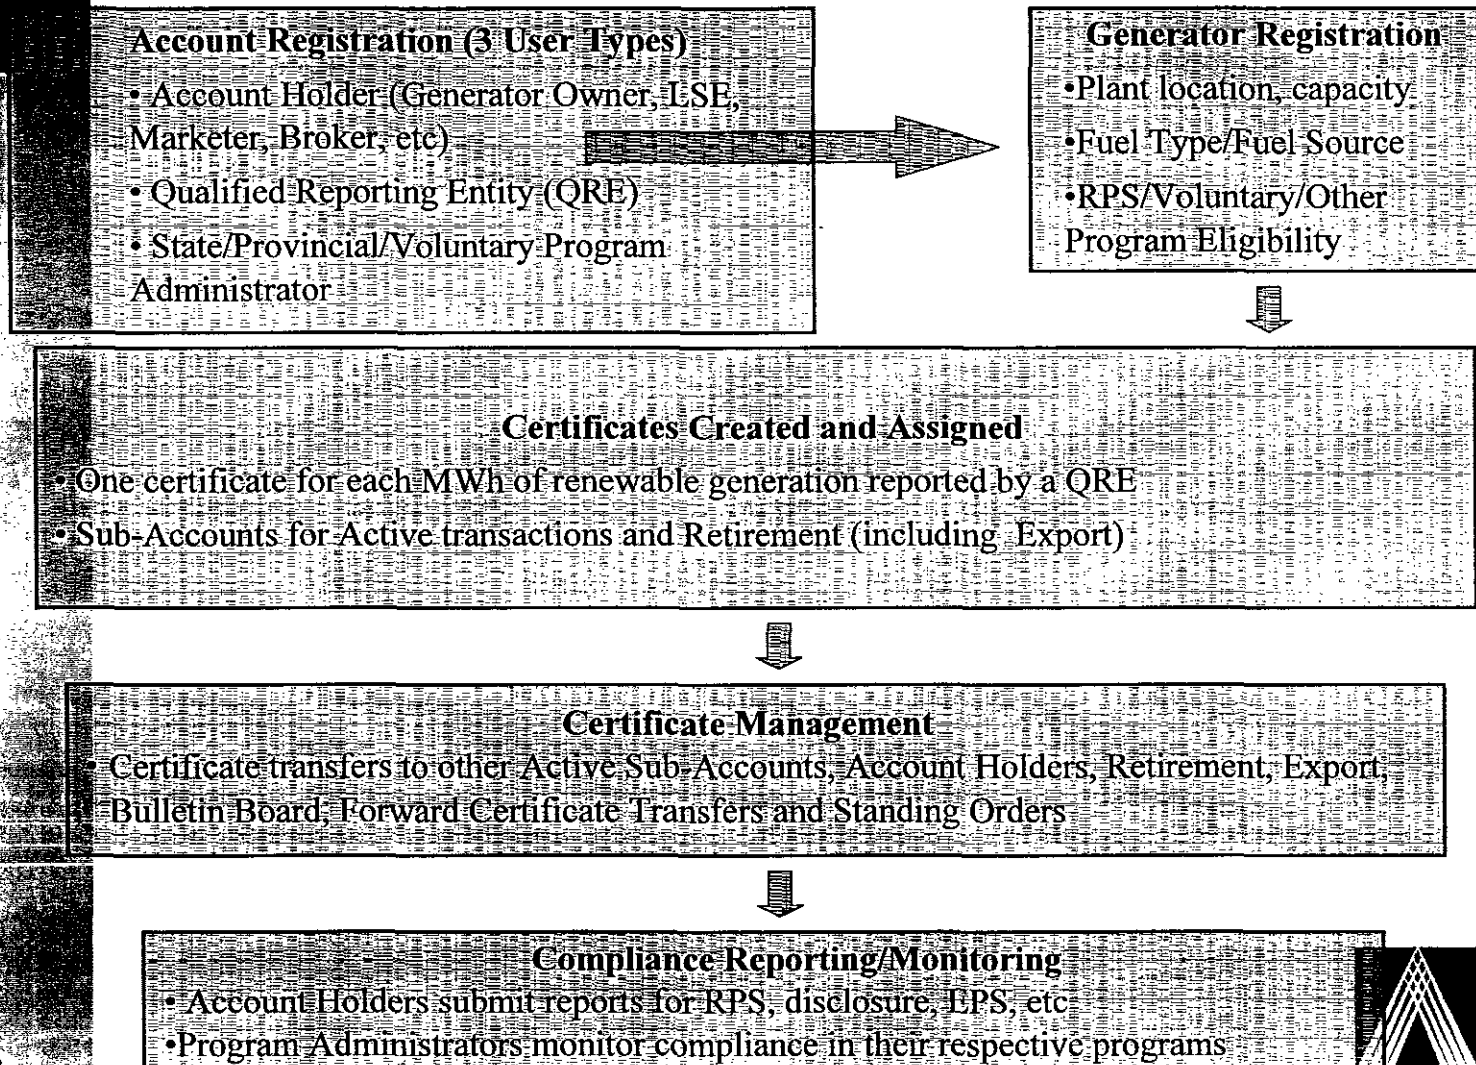 Account Registration (3 User Types)
• Account Holder (Generator Owner, LSE,
Marketer, Broker, etc)
• Qualified Reporting Entity (QRE)
• State/Provincial/Voluntary Program
Administrator
Generator Registration
•Plant location, capacity
•Fuel Type/Fuel Source
•RPS/Voluntary/Other
Program Eligibility
Certificates Created and Assigned
• One certificate for each MWh of renewable generation reported by a QRE
• Sub-Accounts for Active transactions and Retirement (including Export)
Certificate Management
• Certificate transfers to other Active Sub-Accounts, Account Holders, Retirement, Export,
Bulletin Board, Forward Certificate Transfers and Standing Orders
Compliance Reporting/Monitoring
• Account Holders submit reports for RPS, disclosure, EPS, etc
•Program Administrators monitor compliance in their respective programs